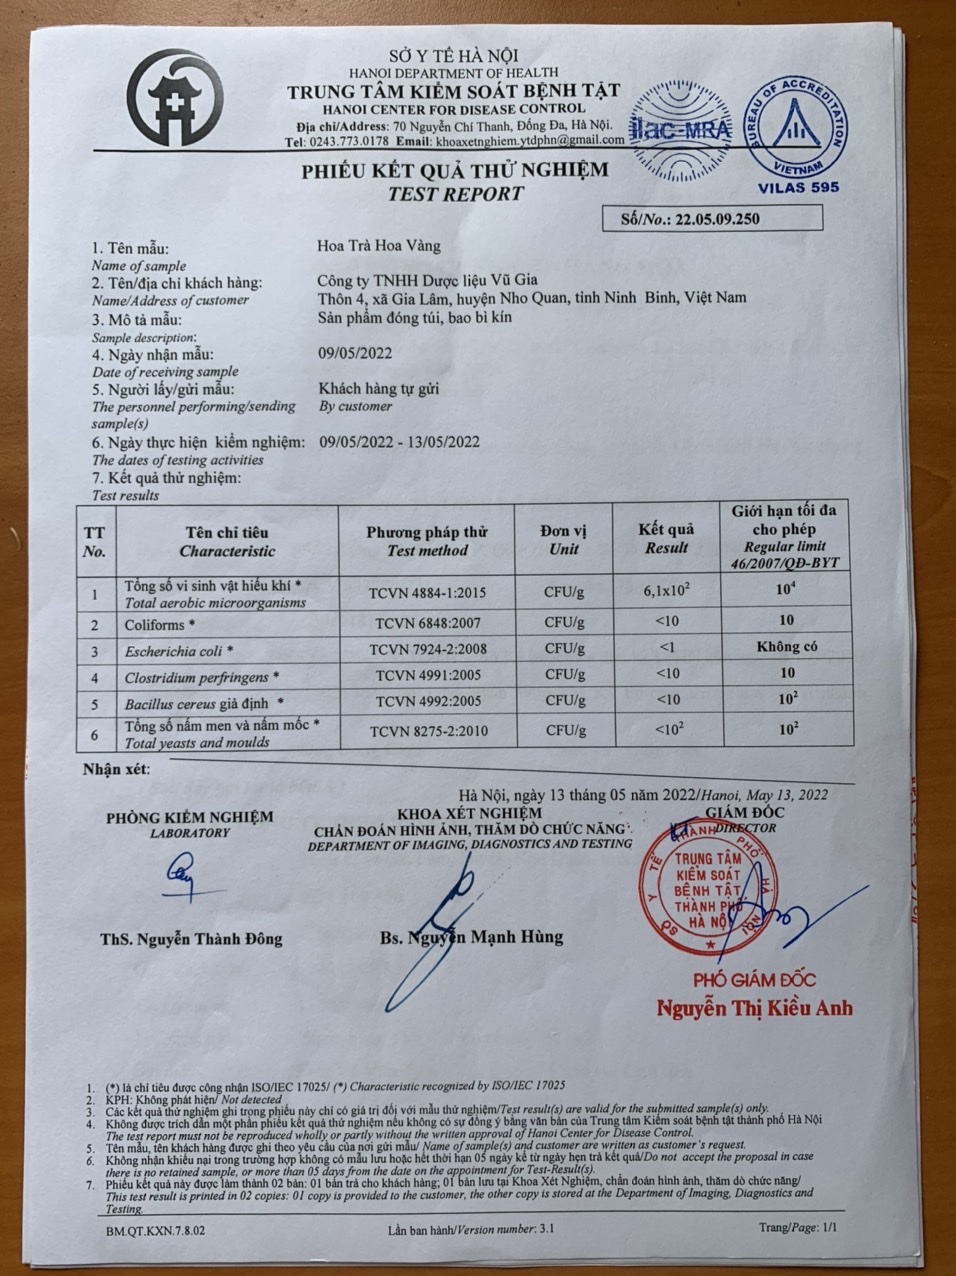 SỞ Y TẾ HÀ NỘI
HANOI DEPARTMENT OF HEALTH
TRUNG TÂM KIỂM SOÁT BỆNH TẬT
HANOI CENTER FOR DISEASE CONTROL
Địa chỉ/Address: 70 Nguyễn Chí Thanh, Đống Đa, Hà Nội.
Tel: 0243.773.0178 Email: khoaxetnghiem.ytdphn@gmail.com
ilac-MRA
BUREAU OF ACCREDITATION
VIETNAM
VILAS 595
PHIẾU KẾT QUẢ THỬ NGHIỆM
TEST REPORT
Số/No.: 22.05.09.250
1. Tên mẫu: Hoa Trà Hoa Vàng
Name of sample
2. Tên/địa chỉ khách hàng: Công ty TNHH Dược liệu Vũ Gia
Name/Address of customer Thôn 4, xã Gia Lâm, huyện Nho Quan, tỉnh Ninh Bình, Việt Nam
3. Mô tả mẫu: Sản phẩm đóng túi, bao bì kín
Sample description:
4. Ngày nhận mẫu: 09/05/2022
Date of receiving sample
5. Người lấy/gửi mẫu: Khách hàng tự gửi
The personnel performing/sending By customer
sample(s)
6. Ngày thực hiện kiểm nghiệm: 09/05/2022 - 13/05/2022
The dates of testing activities
7. Kết quả thử nghiệm:
Test results
TT No. Tên chỉ tiêu Characteristic Phương pháp thử Test method Đơn vị Unit Kết quả Result Giới hạn tối đa cho phép Regular limit 46/2007/QĐ-BYT
1 Tổng số vi sinh vật hiếu khí * Total aerobic microorganisms TCVN 4884-1:2015 CFU/g 6,1x10² 10⁴
2 Coliforms * TCVN 6848:2007 CFU/g <10 10
3 Escherichia coli * TCVN 7924-2:2008 CFU/g <1 Không có
4 Clostridium perfringens * TCVN 4991:2005 CFU/g <10 10
5 Bacillus cereus giả định * TCVN 4992:2005 CFU/g <10 10²
6 Tổng số nấm men và nấm mốc * Total yeasts and moulds TCVN 8275-2:2010 CFU/g <10² 10²
Nhận xét:
Hà Nội, ngày 13 tháng 05 năm 2022/Hanoi, May 13, 2022
PHÒNG KIỂM NGHIỆM
LABORATORY
ThS. Nguyễn Thành Đông
KHOA XÉT NGHIỆM
CHẨN ĐOÁN HÌNH ẢNH, THĂM DÒ CHỨC NĂNG
DEPARTMENT OF IMAGING, DIAGNOSTICS AND TESTING
Bs. Nguyễn Mạnh Hùng
GIÁM ĐỐC
DIRECTOR
SỞ Y TẾ THÀNH PHỐ HÀ NỘI
TRUNG TÂM
KIỂM SOÁT
BỆNH TẬT
THÀNH PHỐ
HÀ NỘI
PHÓ GIÁM ĐỐC
Nguyễn Thị Kiều Anh
1. (*) là chỉ tiêu được công nhận ISO/IEC 17025/ (*) Characteristic recognized by ISO/IEC 17025
2. KPH: Không phát hiện/ Not detected
3. Các kết quả thử nghiệm ghi trong phiếu này chỉ có giá trị đối với mẫu thử nghiệm/Test result(s) are valid for the submitted sample(s) only.
4. Không được trích dẫn một phần phiếu kết quả thử nghiệm nếu không có sự đồng ý bằng văn bản của Trung tâm Kiểm soát bệnh tật thành phố Hà Nội
The test report must not be reproduced wholly or partly without the written approval of Hanoi Center for Disease Control.
5. Tên mẫu, tên khách hàng được ghi theo yêu cầu của nơi gửi mẫu/ Name of sample(s) and customer are written as customer's request.
6. Không nhận khiếu nại trong trường hợp không có mẫu lưu hoặc hết thời hạn 05 ngày kể từ ngày hẹn trả kết quả/Do not accept the proposal in case
there is no retained sample, or more than 05 days from the date on the appointment for Test-Result(s).
7. Phiếu kết quả này được làm thành 02 bản: 01 bản trả cho khách hàng; 01 bản lưu tại Khoa Xét Nghiệm, chẩn đoán hình ảnh, thăm dò chức năng/
This test result is printed in 02 copies: 01 copy is provided to the customer, the other copy is stored at the Department of Imaging, Diagnostics and
Testing.
BM.QT.KXN.7.8.02 Lần ban hành/Version number: 3.1 Trang/Page: 1/1